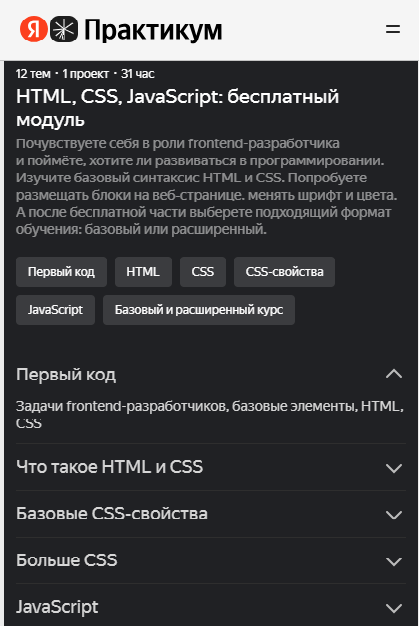 Я Практикум
12 тем • 1 проект • 31 час
HTML, CSS, JavaScript: бесплатный
модуль
Почувствуете себя в роли frontend-разработчика
и поймёте, хотите ли развиваться в программировании.
Изучите базовый синтаксис HTML и CSS. Попробуете
размещать блоки на веб-странице. менять шрифт и цвета.
А после бесплатной части выберете подходящий формат
обучения: базовый или расширенный.
Первый код HTML CSS CSS-свойства
JavaScript Базовый и расширенный курс
Первый код
Задачи frontend-разработчиков, базовые элементы, HTML,
CSS
Что такое HTML и CSS
Базовые CSS-свойства
Больше CSS
JavaScript